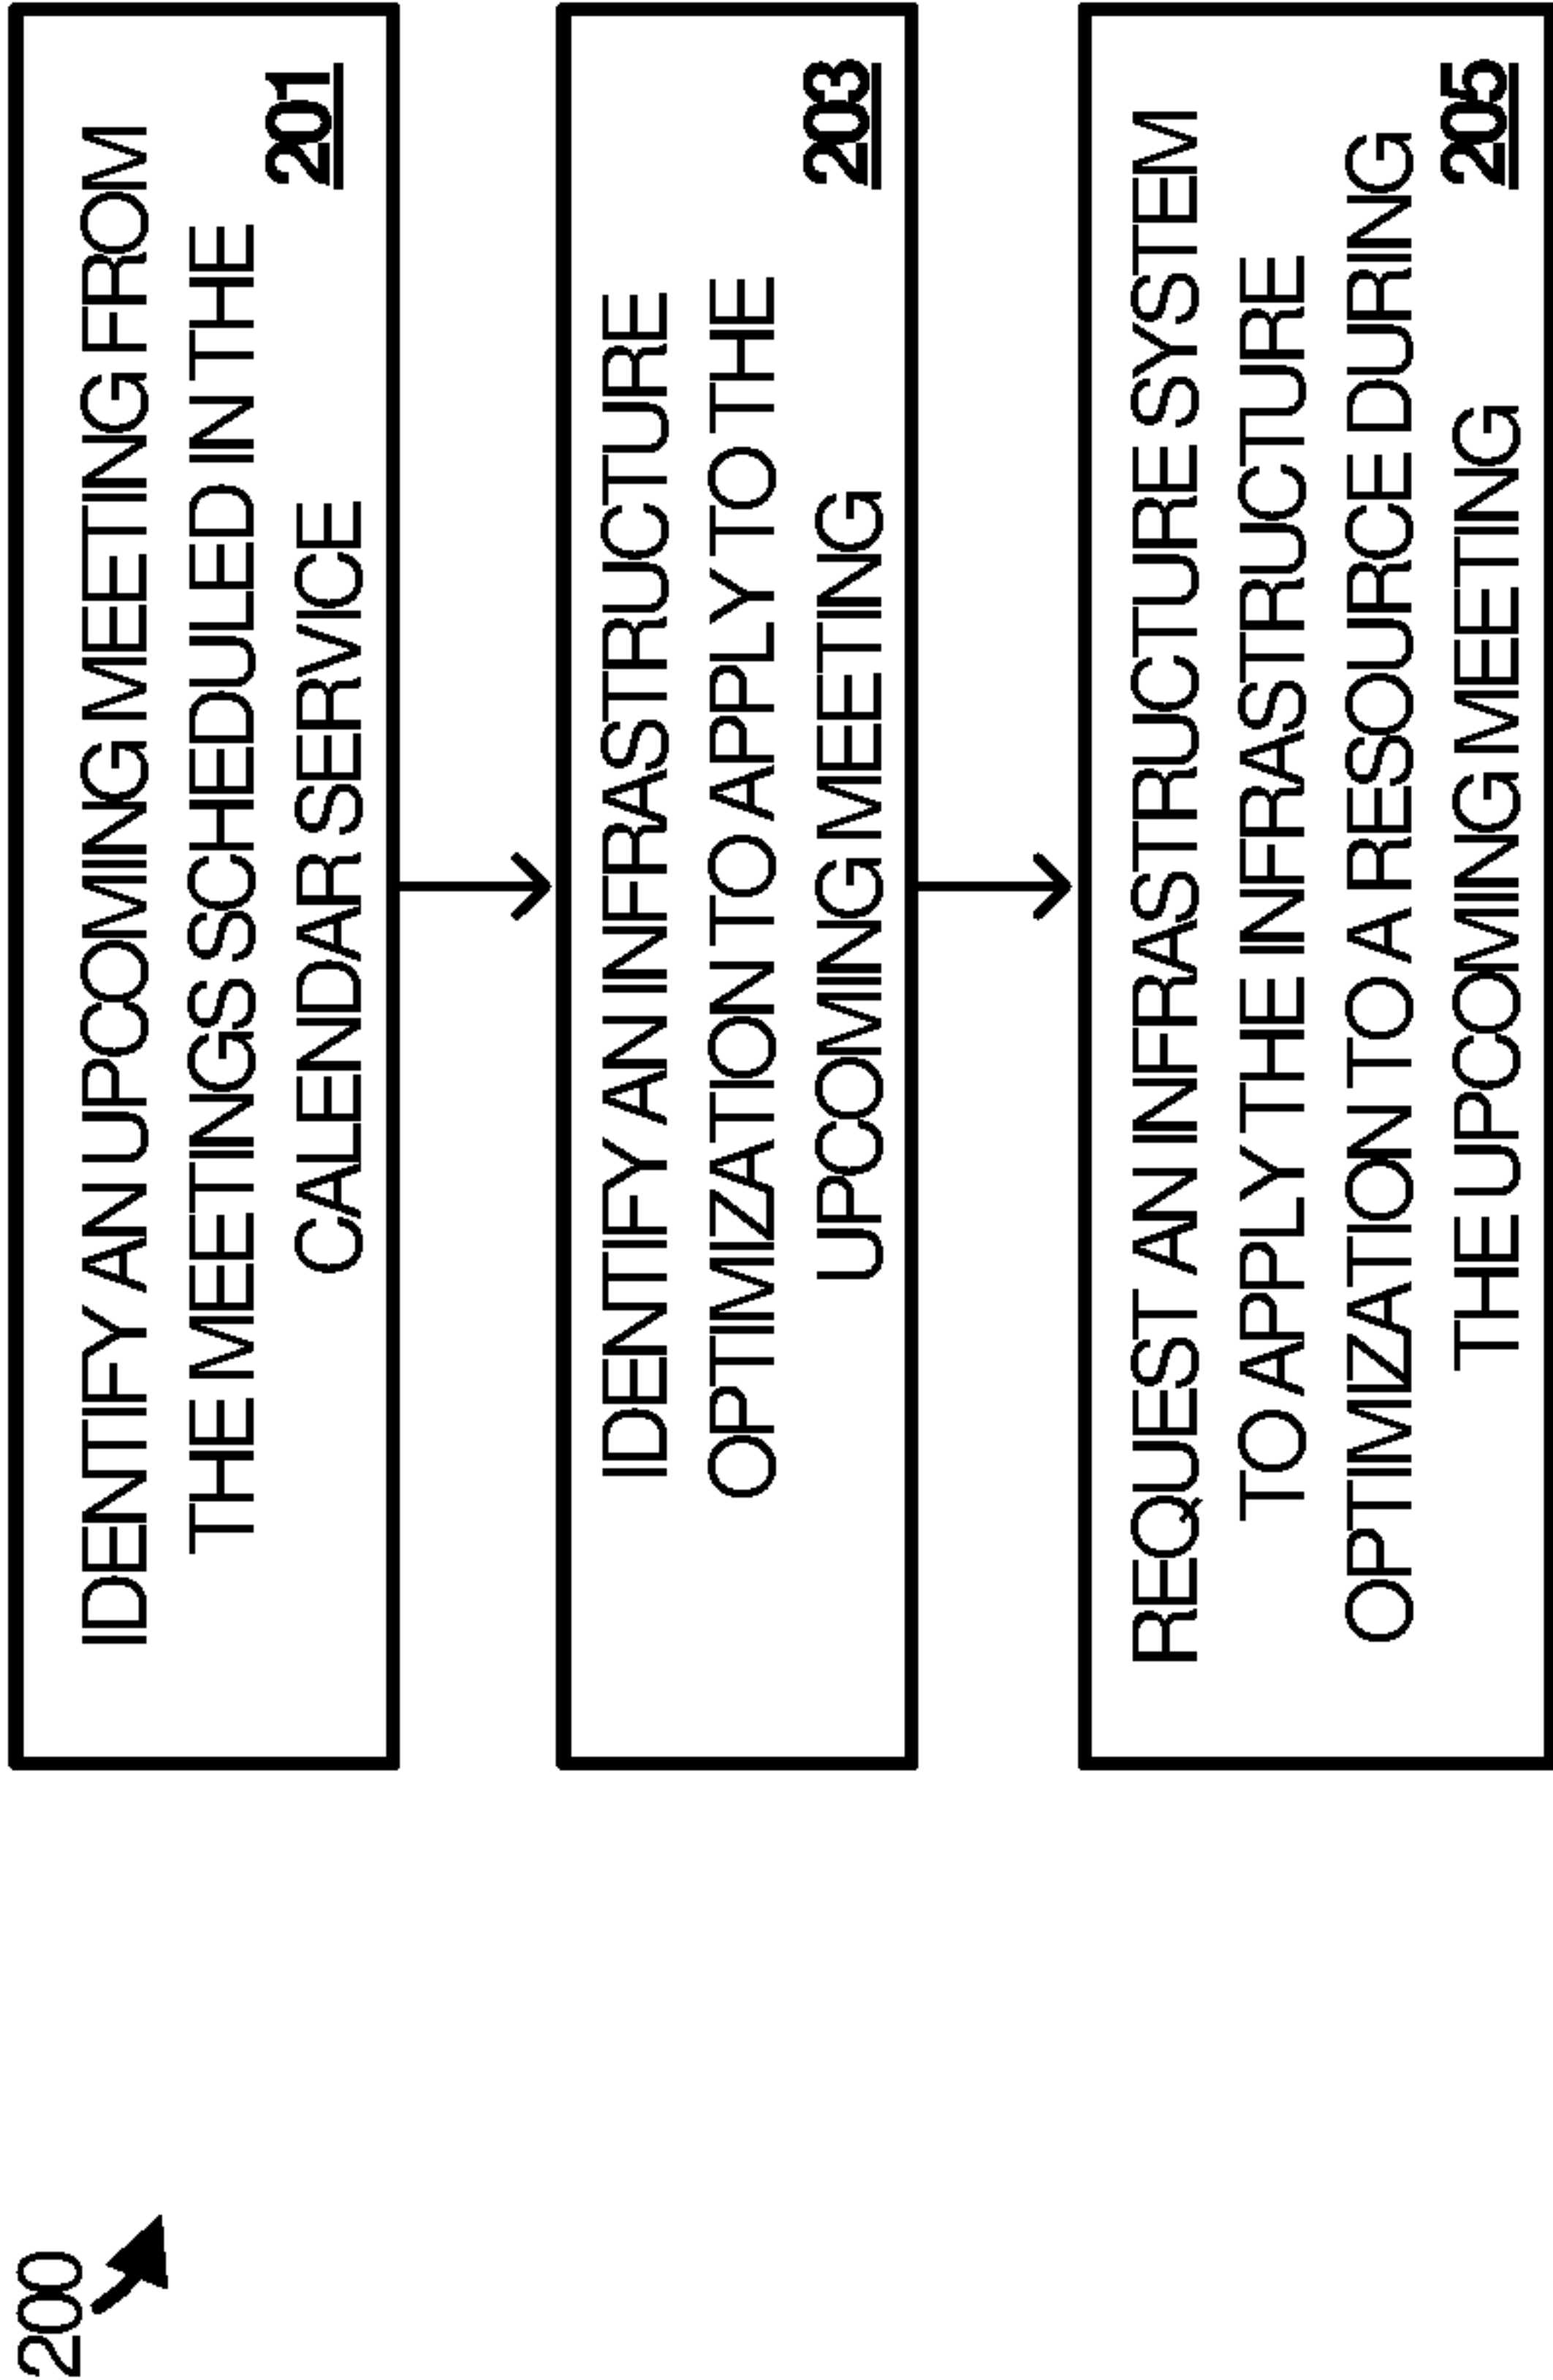 200
IDENTIFY AN UPCOMING MEETING FROM
THE MEETINGS SCHEDULED IN THE
CALENDAR SERVICE
201
IDENTIFY AN INFRASTRUCTURE
OPTIMIZATION TO APPLY TO THE
UPCOMING MEETING
203
REQUEST AN INFRASTRUCTURE SYSTEM
TO APPLY THE INFRASTRUCTURE
OPTIMIZATION TO A RESOURCE DURING
THE UPCOMING MEETING
205